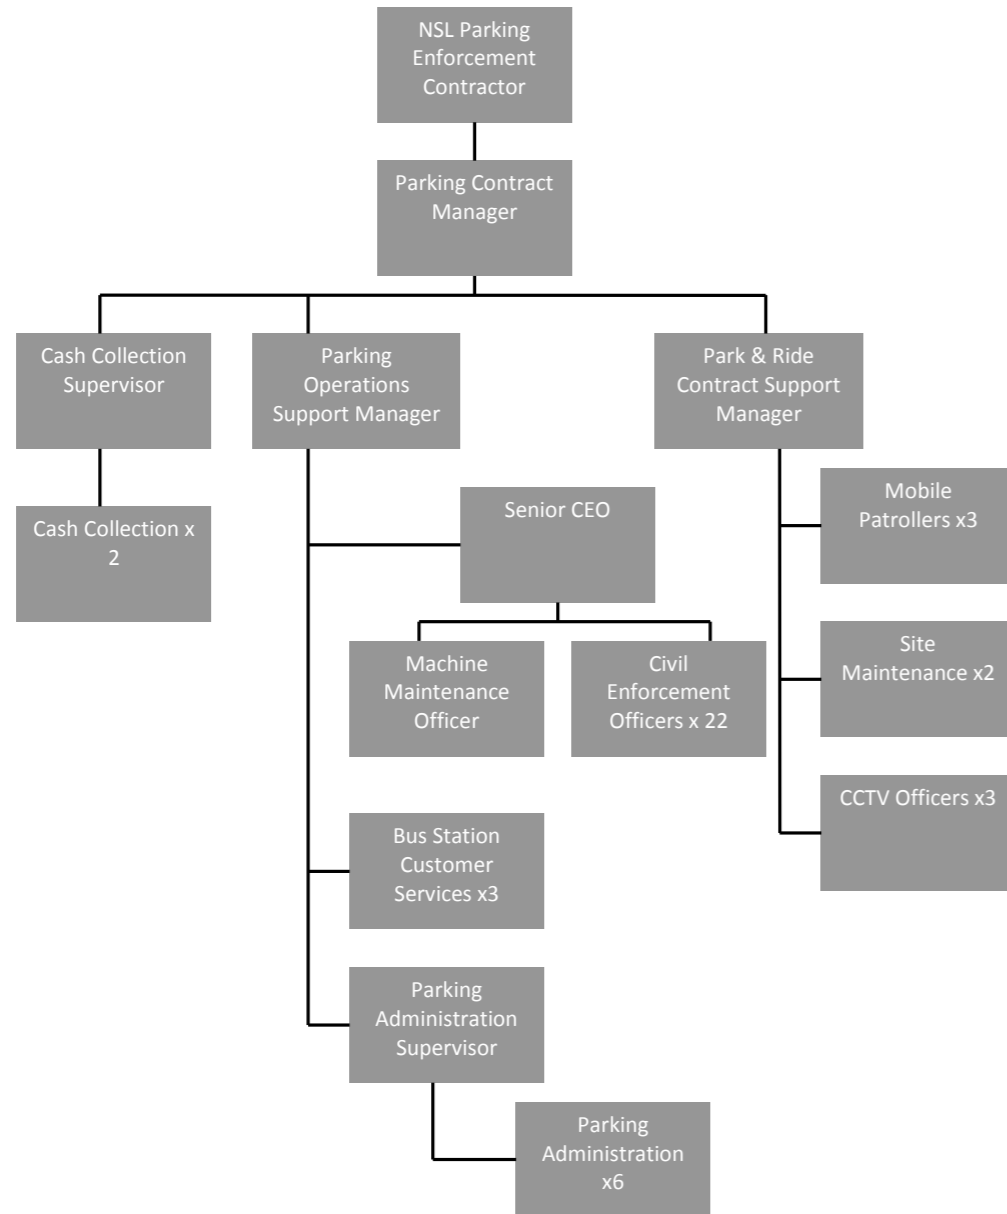 NSL Parking
Enforcement
Contractor
Parking Contract
Manager
Cash Collection
Supervisor
Parking
Operations
Support Manager
Park & Ride
Contract Support
Manager
Cash Collection x
2
Senior CEO
Mobile
Patrollers x3
Machine
Maintenance
Officer
Civil
Enforcement
Officers x 22
Site
Maintenance x2
CCTV Officers x3
Bus Station
Customer
Services x3
Parking
Administration
Supervisor
Parking
Administration
x6